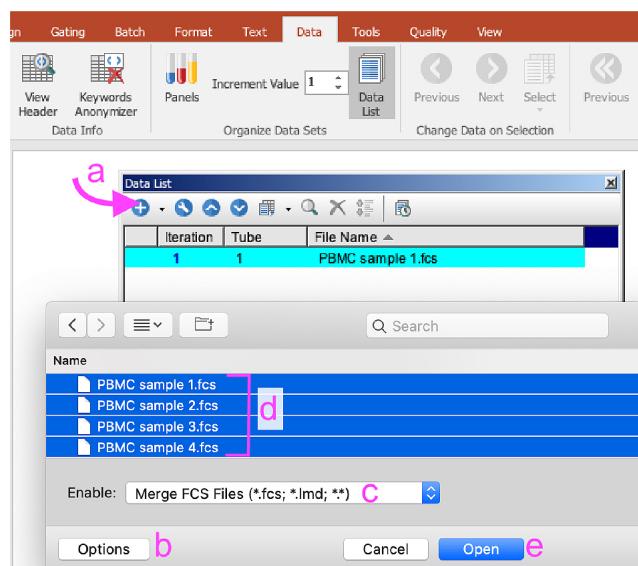 gn Gating Batch Format Text Data Tools Quality View
View Header
Keywords Anonymizer
Data Info
Panels
Increment Value 1
Data List
Organize Data Sets
Previous Next Select
Change Data on Selection
Previous
a
Data List
Iteration Tube File Name
1 1 PBMC sample 1.fcs
Search
Name
PBMC sample 1.fcs
PBMC sample 2.fcs
PBMC sample 3.fcs
PBMC sample 4.fcs
d
Enable: Merge FCS Files (*.fcs; *.lmd; *.*) c
Options b Cancel Open e